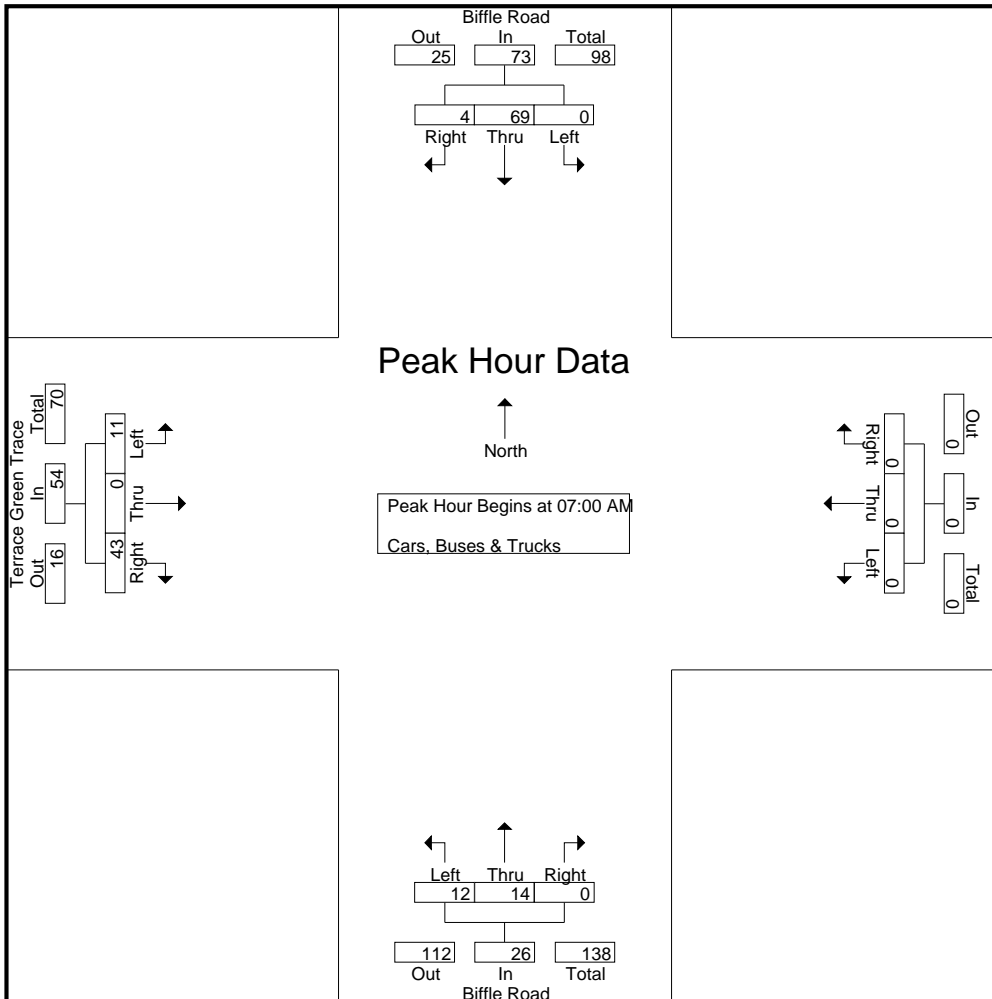 Biffle Road
Out In Total
25 73 98
4 69 0
Right Thru Left
Peak Hour Data
North
Peak Hour Begins at 07:00 AM
Cars, Buses & Trucks
Terrace Green Trace
Out In Total
16 54 70
Right Thru Left
43 0 11
Out In Total
0 0 0
Right Thru Left
0 0 0
Left Thru Right
12 14 0
112 26 138
Out In Total
Biffle Road